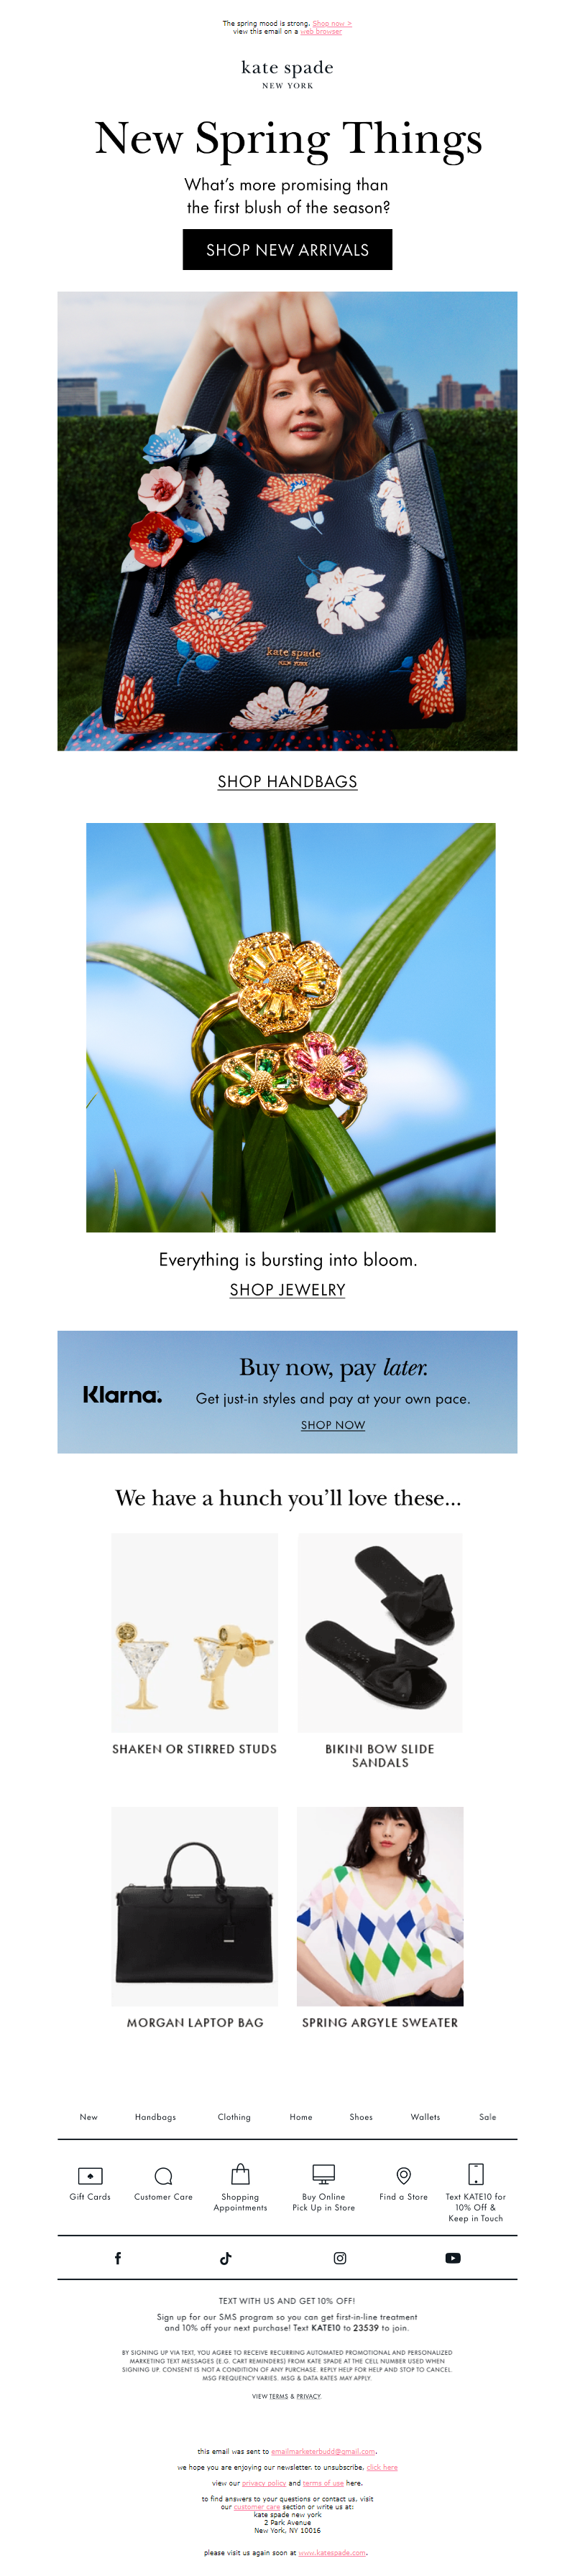 The spring mood is strong. Shop now >
view this email on a web browser
kate spade
NEW YORK
New Spring Things
What's more promising than
the first blush of the season?
SHOP NEW ARRIVALS
kate spade
NEW YORK
SHOP HANDBAGS
Everything is bursting into bloom.
SHOP JEWELRY
Klarna.
Buy now, pay later.
Get just-in styles and pay at your own pace.
SHOP NOW
We have a hunch you'll love these...
SHAKEN OR STIRRED STUDS
BIKINI BOW SLIDE
SANDALS
MORGAN LAPTOP BAG
SPRING ARGYLE SWEATER
New Handbags Clothing Home Shoes Wallets Sale
Gift Cards
Customer Care
Shopping
Appointments
Buy Online
Pick Up in Store
Find a Store
Text KATE10 for
10% Off &
Keep in Touch
TEXT WITH US AND GET 10% OFF!
Sign up for our SMS program so you can get first-in-line treatment
and 10% off your next purchase! Text KATE10 to 23539 to join.
BY SIGNING UP VIA TEXT, YOU AGREE TO RECEIVE RECURRING AUTOMATED PROMOTIONAL AND PERSONALIZED
MARKETING TEXT MESSAGES (E.G. CART REMINDERS) FROM KATE SPADE AT THE CELL NUMBER USED WHEN
SIGNING UP. CONSENT IS NOT A CONDITION OF ANY PURCHASE. REPLY HELP FOR HELP AND STOP TO CANCEL.
MSG FREQUENCY VARIES. MSG & DATA RATES MAY APPLY.
VIEW TERMS & PRIVACY.
this email was sent to emailmarketerbudd@gmail.com.
we hope you are enjoying our newsletter. to unsubscribe, click here
view our privacy policy and terms of use here.
to find answers to your questions or contact us, visit
our customer care section or write us at:
kate spade new york
2 Park Avenue
New York, NY 10016
please visit us again soon at www.katespade.com.